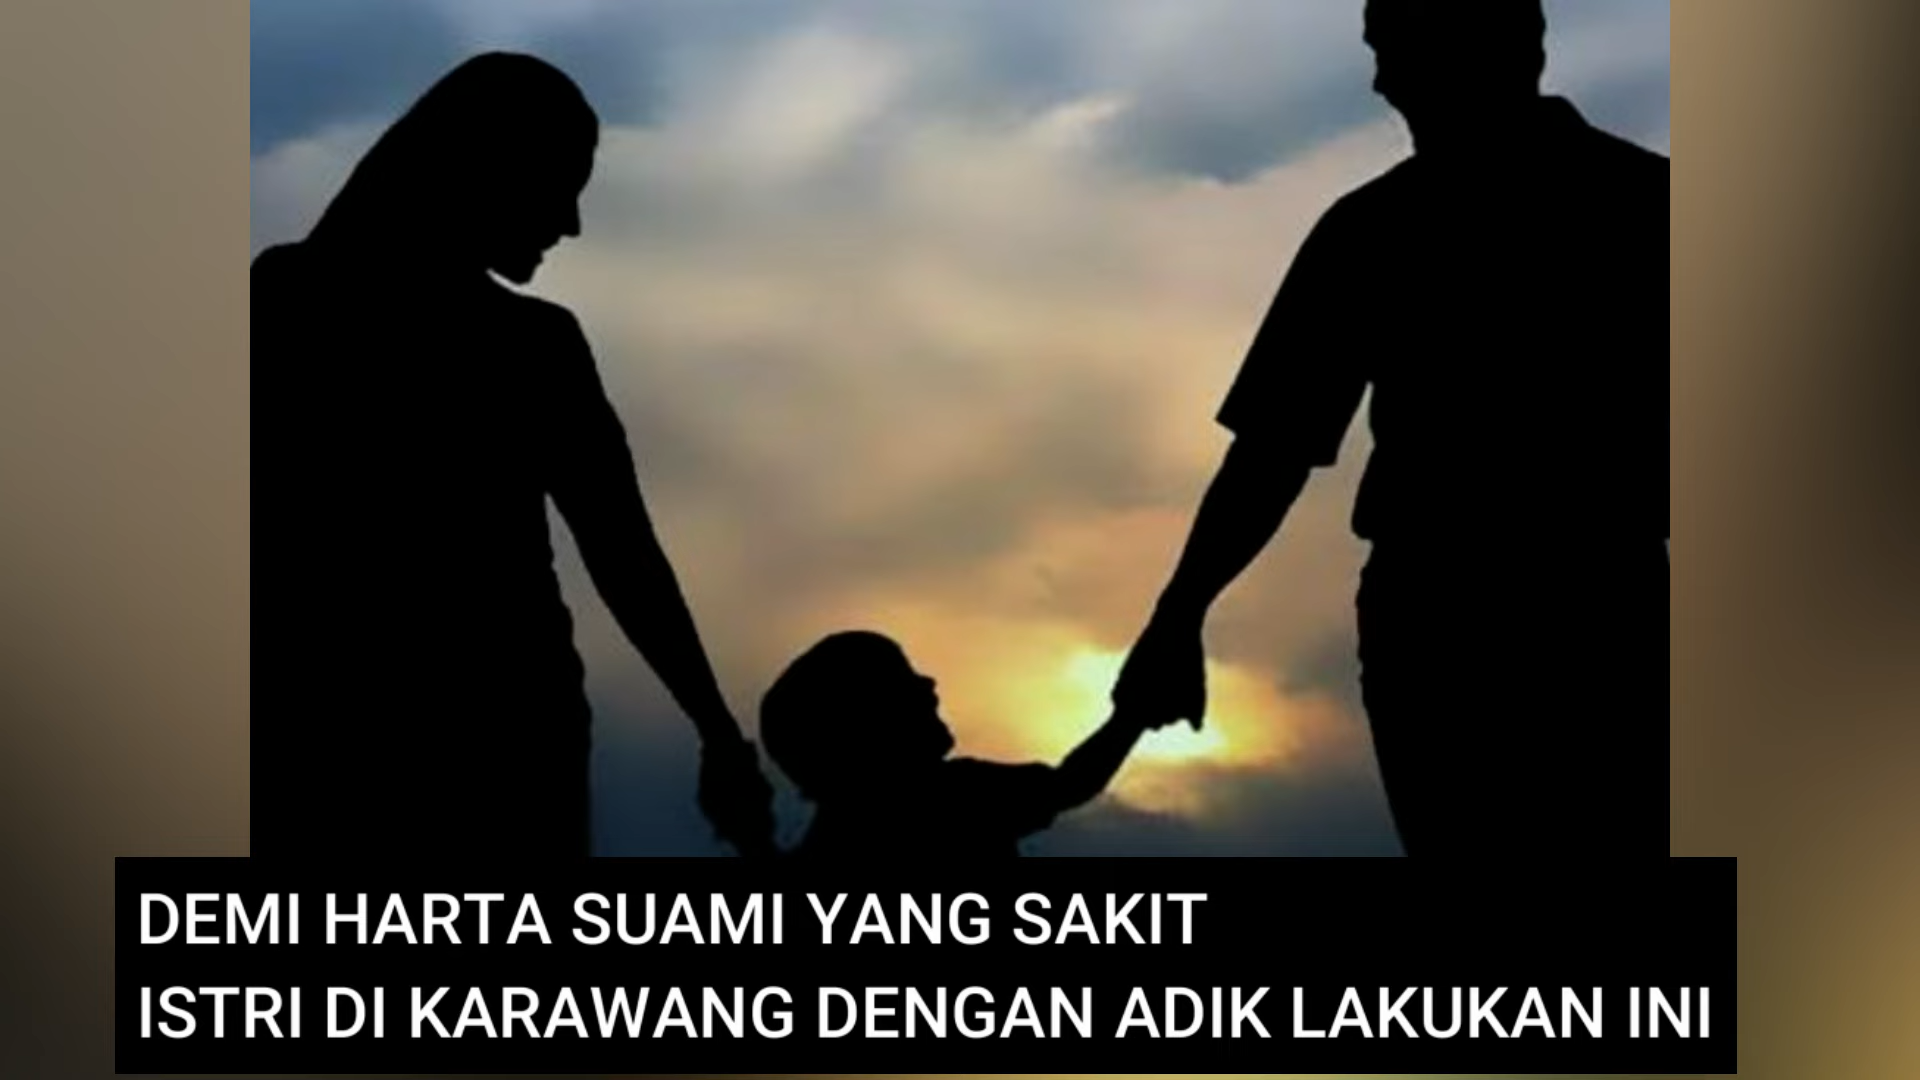 DEMI HARTA SUAMI YANG SAKIT
ISTRI DI KARAWANG DENGAN ADIK LAKUKAN INI